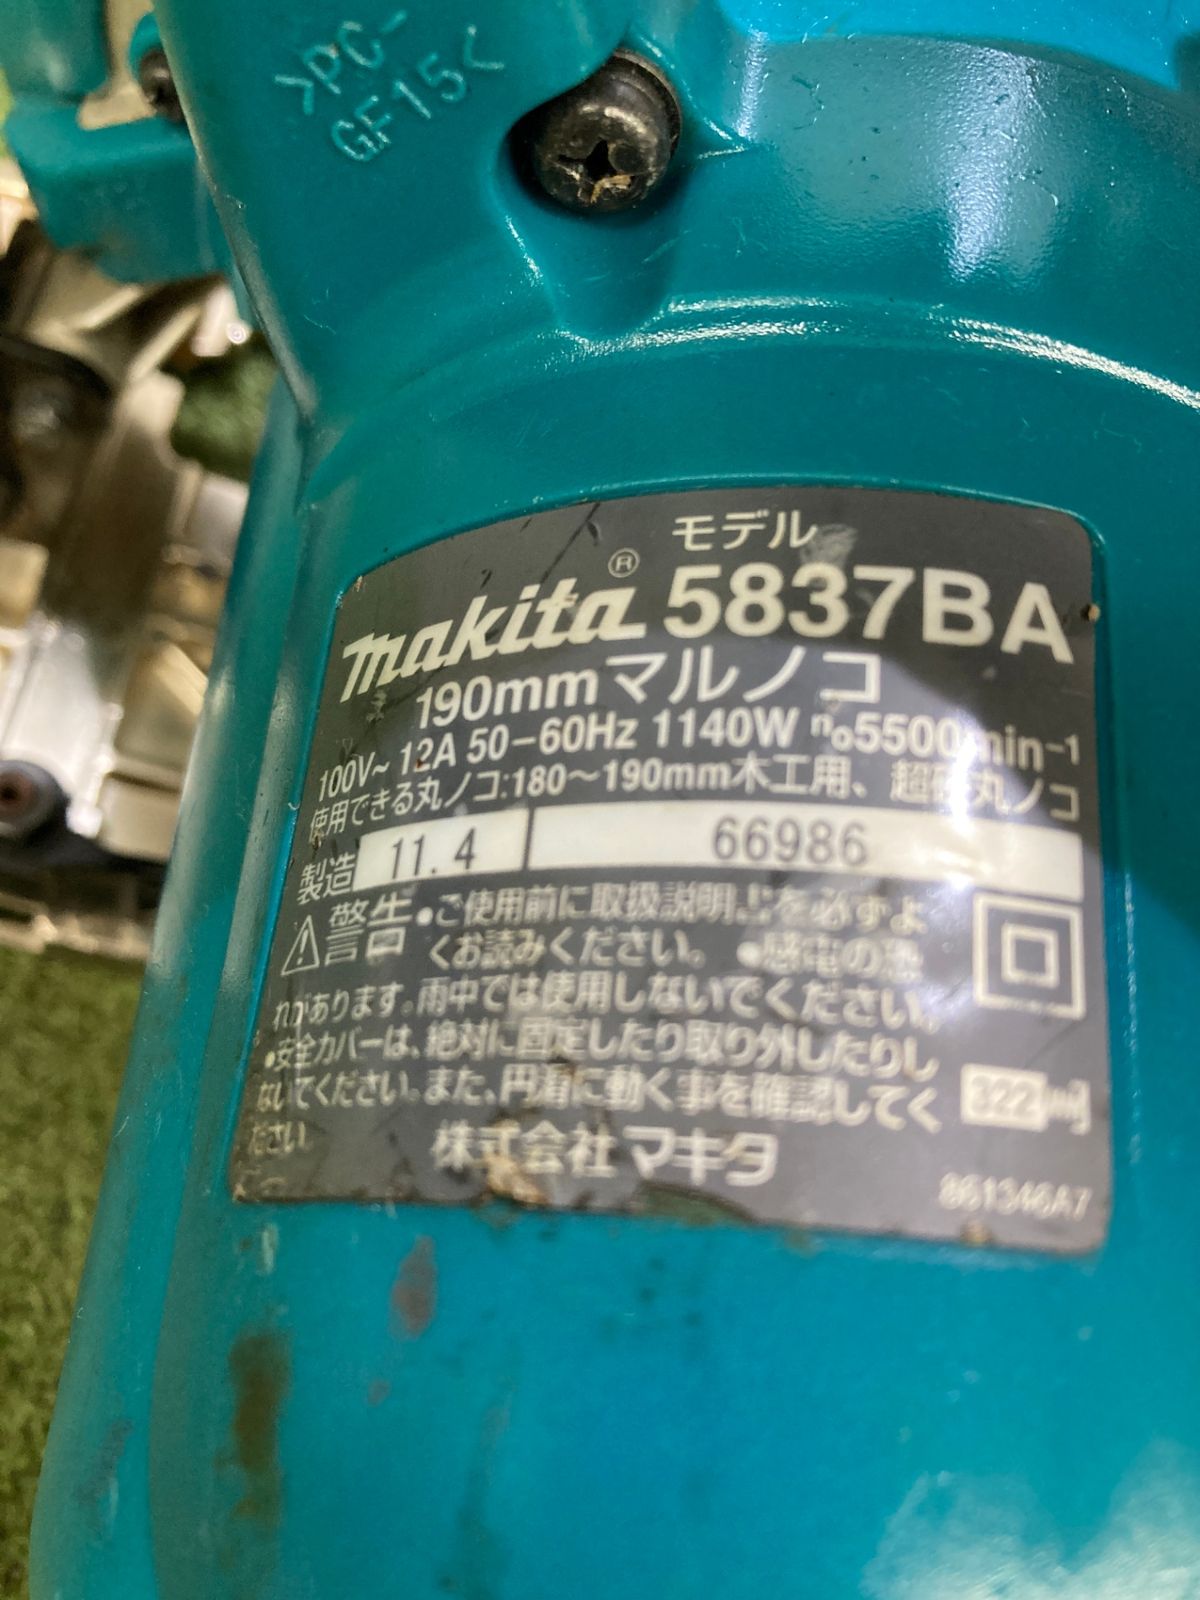 >PC-
GF15<
モデル
makita® 5837BA
190mmマルノコ
100V~ 12A 50-60Hz 1140W n₀5500min-1
使用できる丸ノコ:180～190mm木工用、超硬丸ノコ
製造 11.4 66986
⚠警告 ●ご使用前に取扱説明書を必ずよ
くお読みください。 ●感電の恐
れがあります。雨中では使用しないでください。
●安全カバーは、絶対に固定したり取り外したりし
ないでください。また、円滑に動く事を確認してく
ださい
株式会社マキタ
861346A7